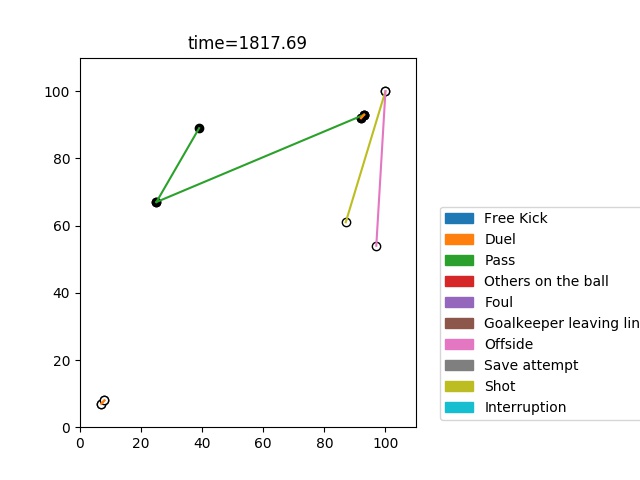 time=1817.69
100
80
60
40
20
0
0 20 40 60 80 100
Free Kick
Duel
Pass
Others on the ball
Foul
Goalkeeper leaving lin
Offside
Save attempt
Shot
Interruption